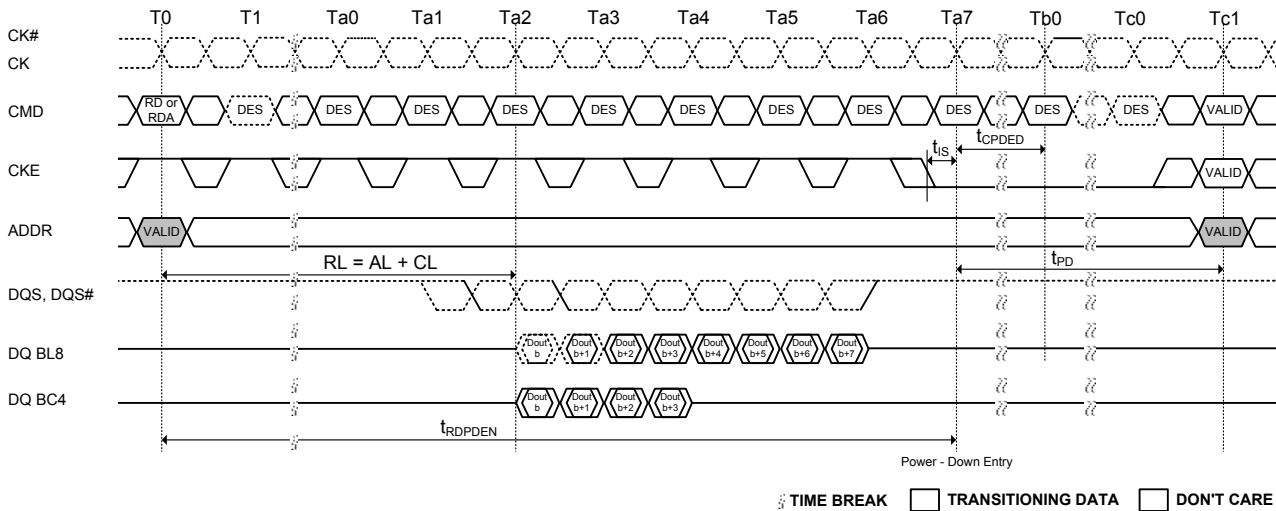 T0 T1 Ta0 Ta1 Ta2 Ta3 Ta4 Ta5 Ta6 Ta7 Tb0 Tc0 Tc1
CK#
CK
CMD RD or RDA DES DES DES DES DES DES DES DES DES DES DES VALID
tIS tCPDED
CKE VALID
ADDR VALID VALID
RL = AL + CL tPD
DQS, DQS#
DQ BL8 Dout b Dout b+1 Dout b+2 Dout b+3 Dout b+4 Dout b+5 Dout b+6 Dout b+7
DQ BC4 Dout b Dout b+1 Dout b+2 Dout b+3
tRDPDEN
Power - Down Entry
TIME BREAK TRANSITIONING DATA DON'T CARE